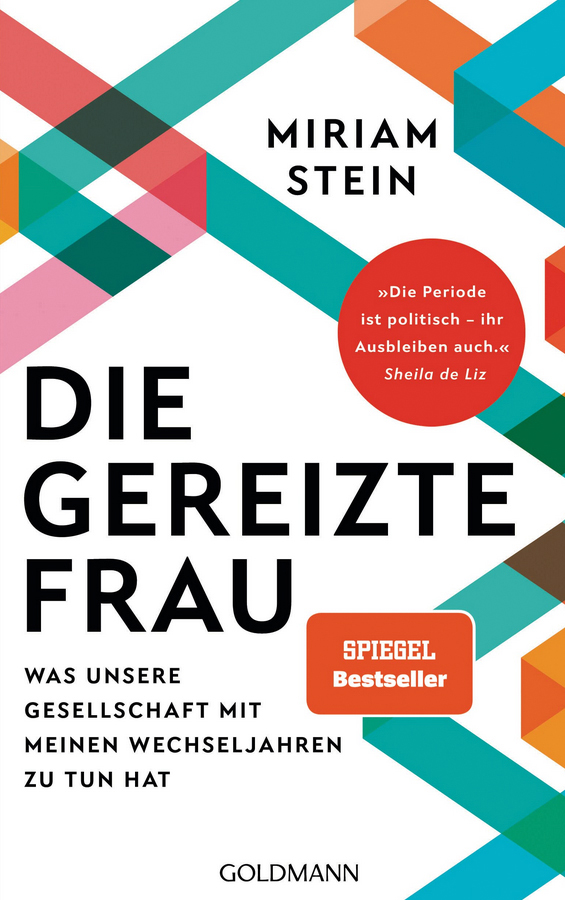 MIRIAM
STEIN
»Die Periode
ist politisch – ihr
Ausbleiben auch.«
Sheila de Liz
DIE
GEREIZTE
FRAU
SPIEGEL
Bestseller
WAS UNSERE
GESELLSCHAFT MIT
MEINEN WECHSELJAHREN
ZU TUN HAT
GOLDMANN